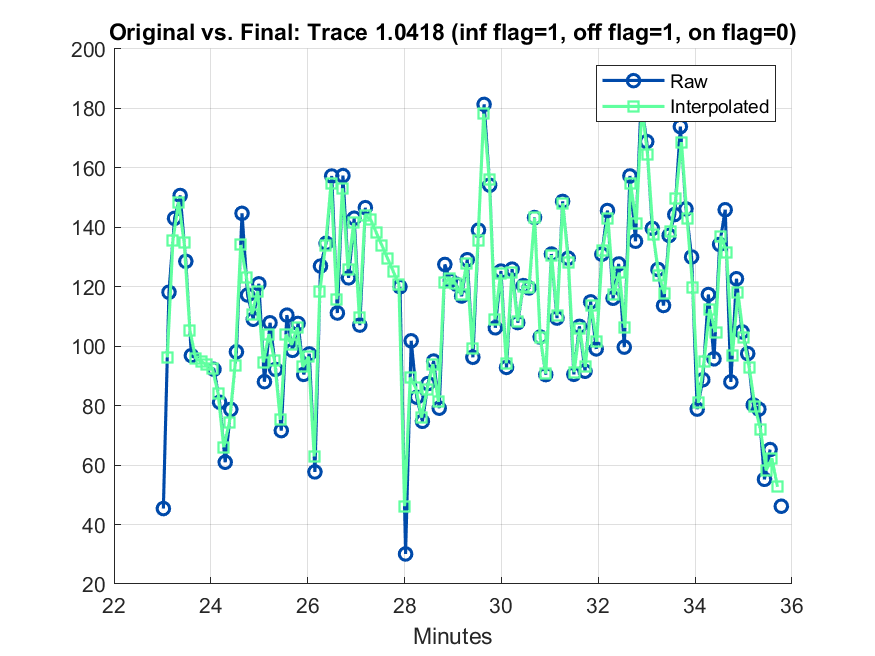 Original vs. Final: Trace 1.0418 (inf flag=1, off flag=1, on flag=0)
200
180
160
140
120
100
80
60
40
20
Raw
Interpolated
22 24 26 28 30 32 34 36
Minutes